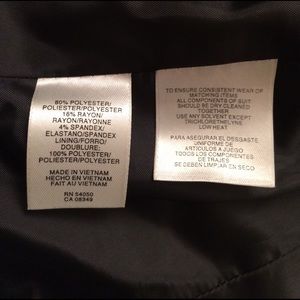 80% POLYESTER/
POLIESTER/POLYESTER
16% RAYON/
RAYON/RAYONNE
4% SPANDEX/
ELASTANO/SPANDEX
LINING/FORRO/
DOUBLURE:
100% POLYESTER/
POLIESTER/POLYESTER
MADE IN VIETNAM
HECHO EN VIETNAM
FAIT AU VIETNAM
RN 54050
CA 08949
TO ENSURE CONSISTENT WEAR OF
MATCHING ITEMS
ALL COMPONENTS OF SUIT
SHOULD BE DRY CLEANED
TOGETHER
USE ANY SOLVENT EXCEPT
TRICHLORETHYLENE
LOW HEAT
PARA ASEGURAR EL DESGASTE
UNIFORME DE
ARTICULOS A JUEGO
TODOS LOS COMPONENTES
DE TRAJES
SE DEBEN LIMPIAR EN SECO